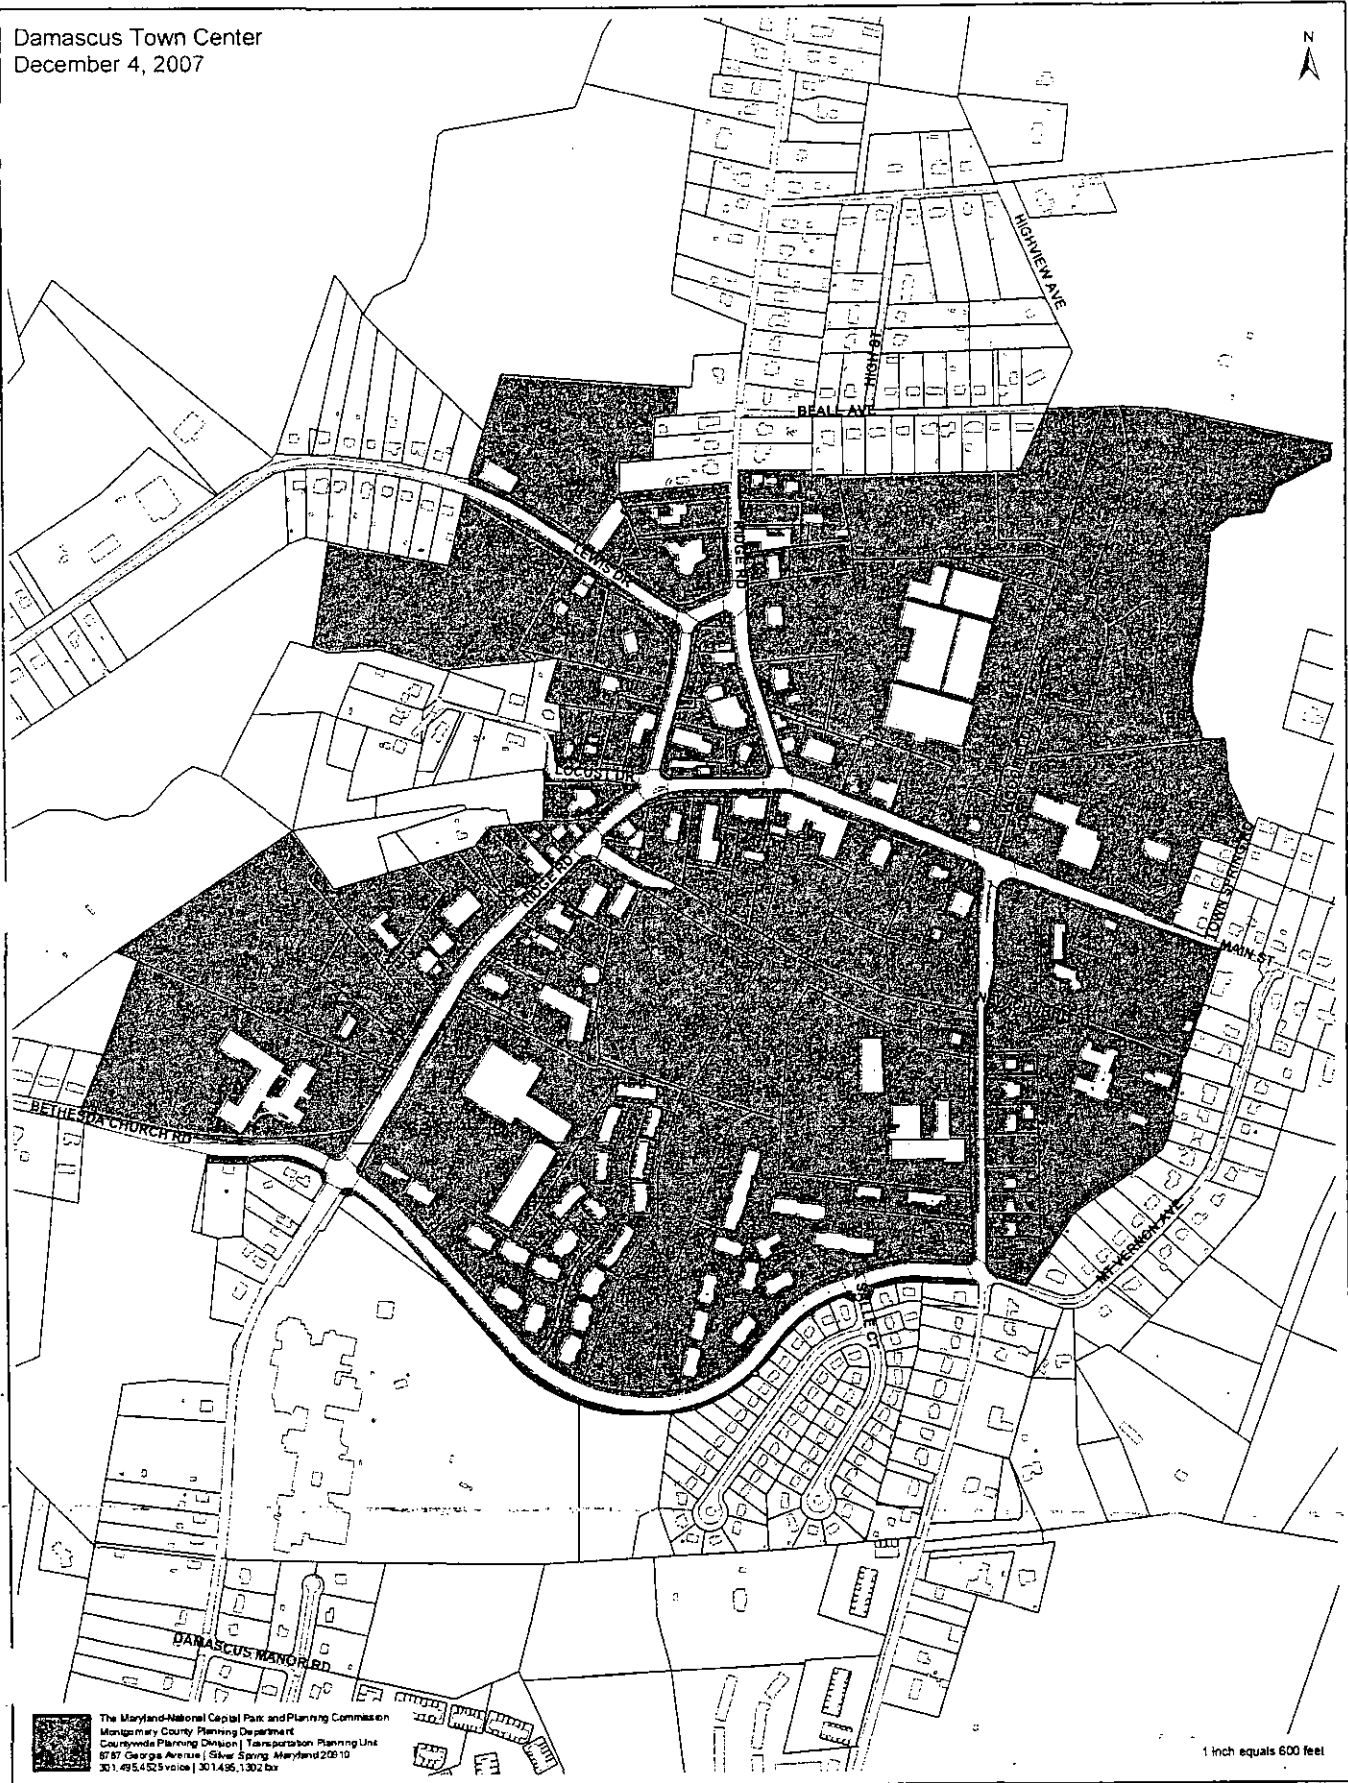 Damascus Town Center
December 4, 2007
N
HIGHVIEW AVE
HIGH ST
BEALL AVE
RIDGE RD
LEWIS DR
LOCUST DR
RIDGE RD
TOWN SPRING
MAIN ST
BETHESDA CHURCH RD
MT VERNON AVE
DAMASCUS MANOR RD
The Maryland-National Capital Park and Planning Commission
Montgomery County Planning Department
Countywide Planning Division | Transportation Planning Unit
8787 Georgia Avenue | Silver Spring, Maryland 20910
301.495.4525 voice | 301.495.1302 fax
1 inch equals 600 feet